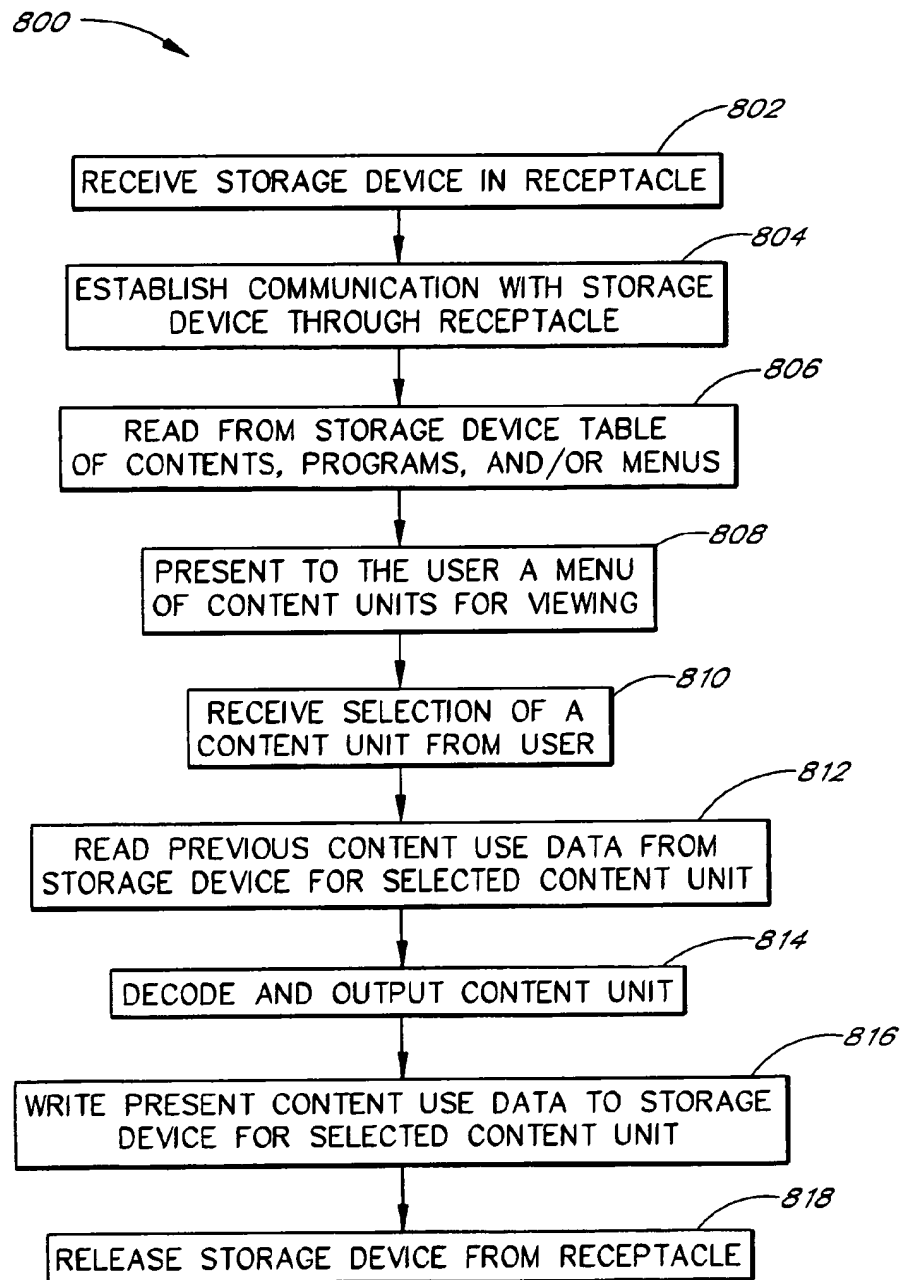 800
802
RECEIVE STORAGE DEVICE IN RECEPTACLE
804
ESTABLISH COMMUNICATION WITH STORAGE
DEVICE THROUGH RECEPTACLE
806
READ FROM STORAGE DEVICE TABLE
OF CONTENTS, PROGRAMS, AND/OR MENUS
808
PRESENT TO THE USER A MENU
OF CONTENT UNITS FOR VIEWING
810
RECEIVE SELECTION OF A
CONTENT UNIT FROM USER
812
READ PREVIOUS CONTENT USE DATA FROM
STORAGE DEVICE FOR SELECTED CONTENT UNIT
814
DECODE AND OUTPUT CONTENT UNIT
816
WRITE PRESENT CONTENT USE DATA TO STORAGE
DEVICE FOR SELECTED CONTENT UNIT
818
RELEASE STORAGE DEVICE FROM RECEPTACLE